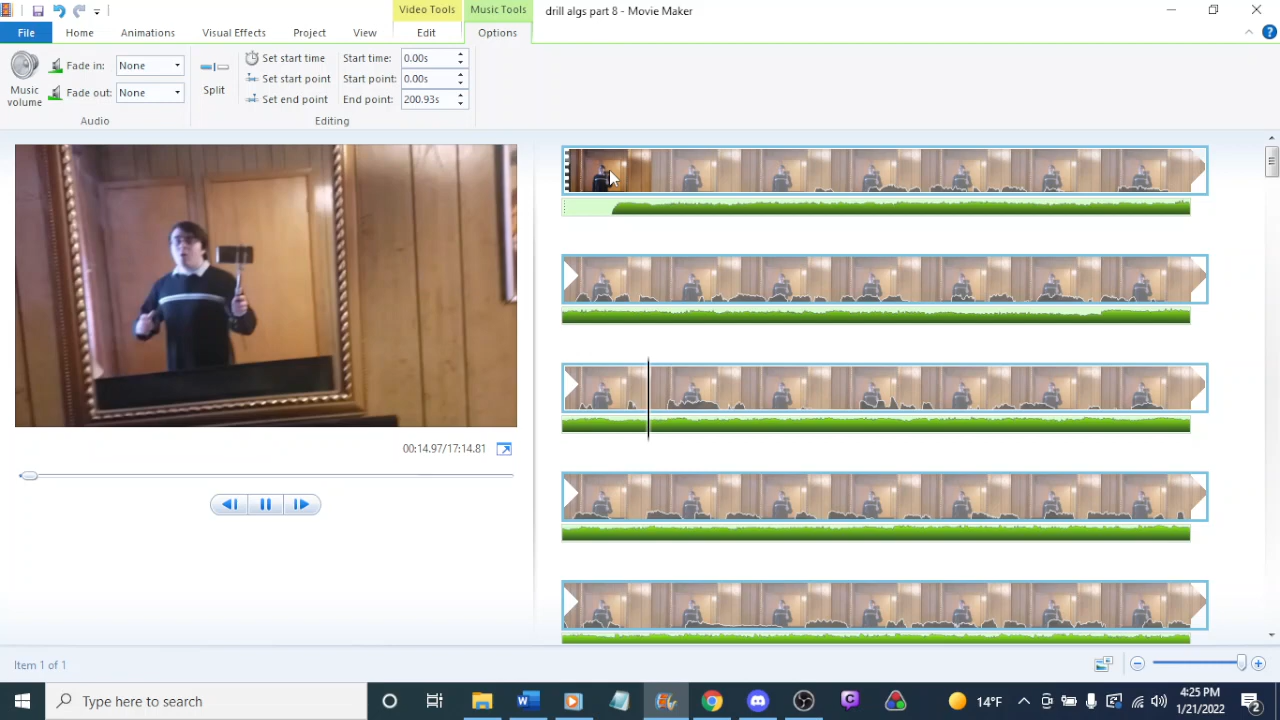 Video Tools
Music Tools
drill algs part 8 - Movie Maker
File
Home
Animations
Visual Effects
Project
View
Edit
Options
Music volume
Fade in:
None
Fade out:
None
Audio
Split
Set start time
Set start point
Set end point
Start time:
0.00s
Start point:
0.00s
End point:
200.93s
Editing
00:14.97/17:14.81
Item 1 of 1
Type here to search
14°F
4:25 PM
1/21/2022
2